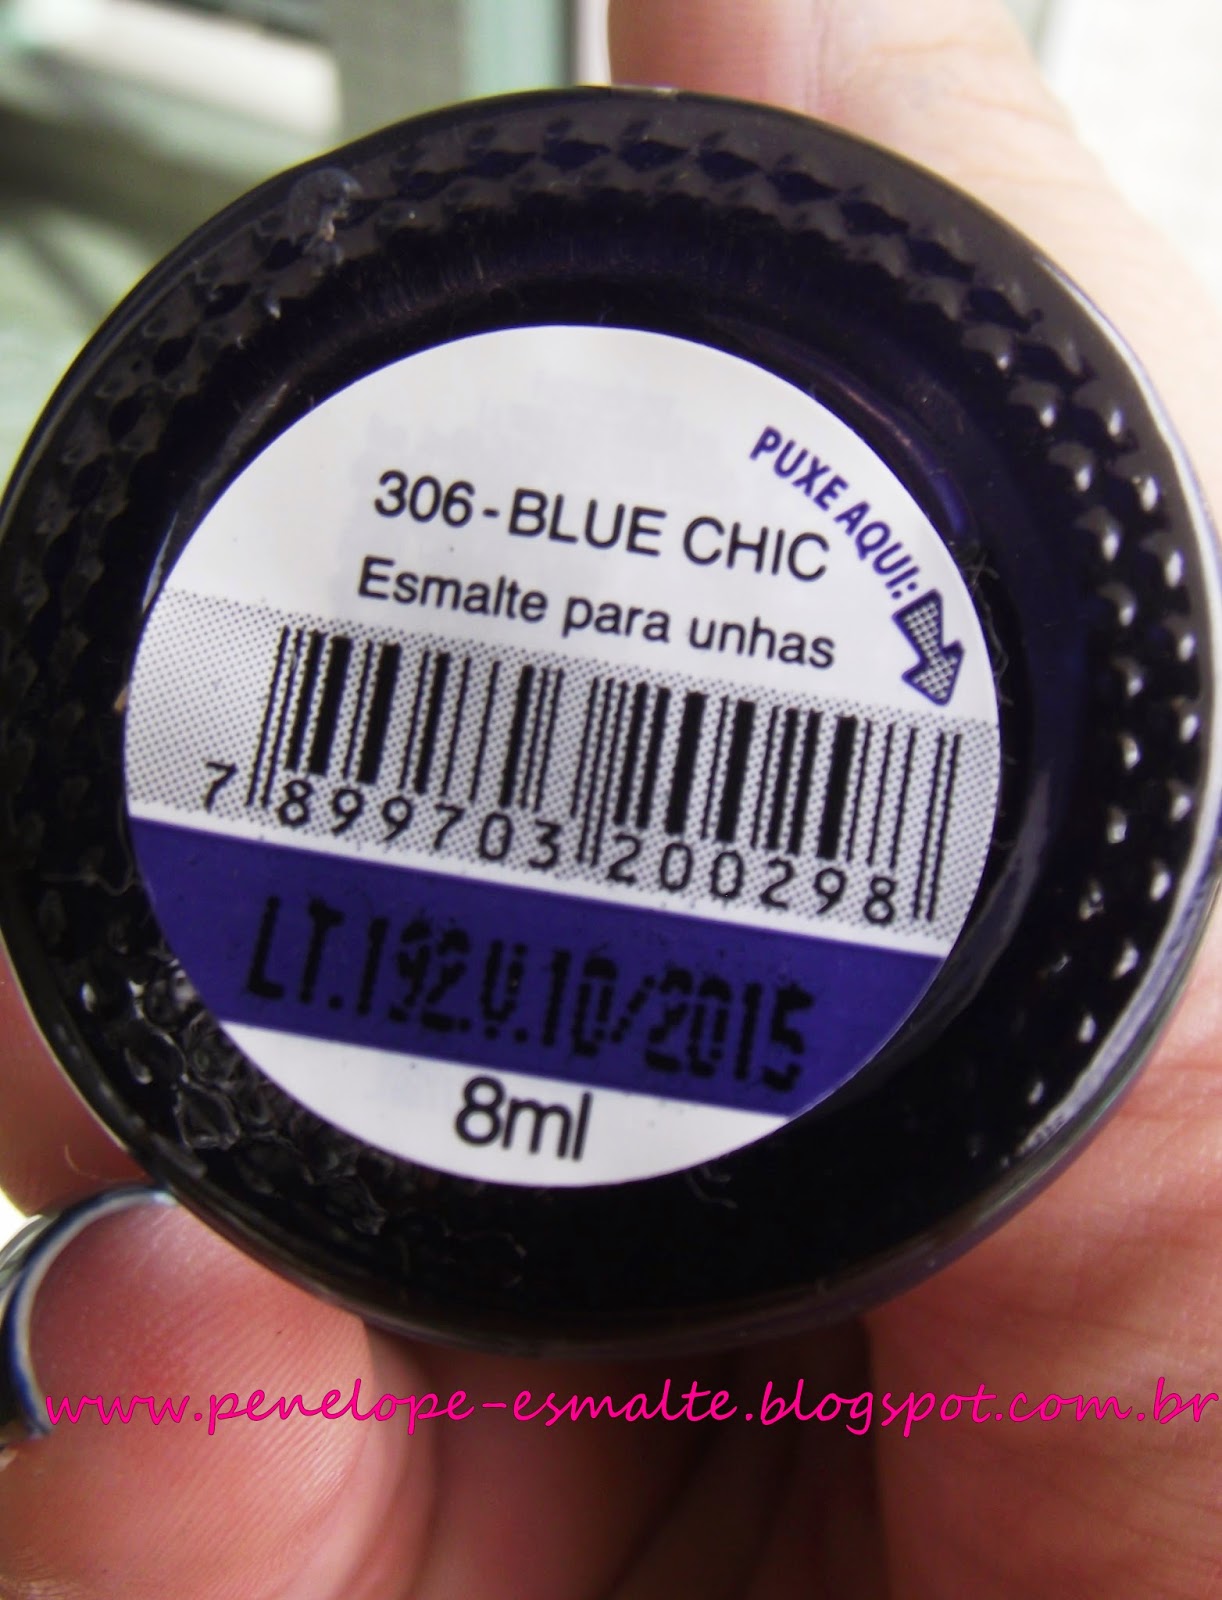 306-BLUE CHIC
PUXE AQUI:
Esmalte para unhas
7 899703 200298
LT.192.V.10/2015
8ml
www.penelope-esmalte.blogspot.com.br